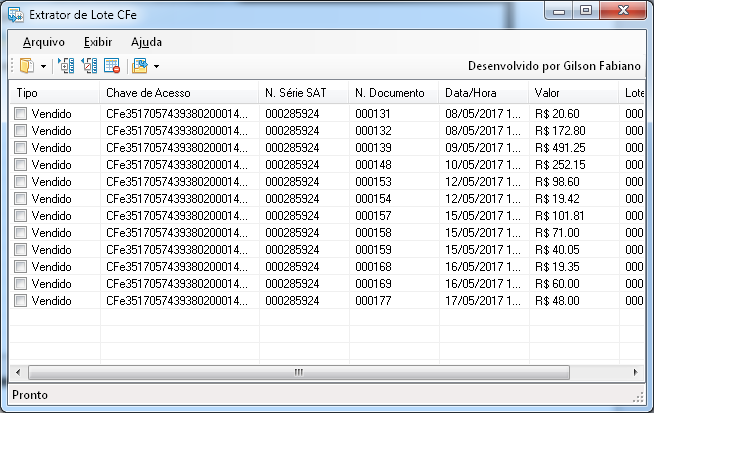 Extrator de Lote CFe
Arquivo Exibir Ajuda
Desenvolvido por Gilson Fabiano
Tipo Chave de Acesso N. Série SAT N. Documento Data/Hora Valor Lote
Vendido CFe3517057439380200014... 000285924 000131 08/05/2017 1... R$ 20.60 000
Vendido CFe3517057439380200014... 000285924 000132 08/05/2017 1... R$ 172.80 000
Vendido CFe3517057439380200014... 000285924 000139 09/05/2017 1... R$ 491.25 000
Vendido CFe3517057439380200014... 000285924 000148 10/05/2017 1... R$ 252.15 000
Vendido CFe3517057439380200014... 000285924 000153 12/05/2017 1... R$ 98.60 000
Vendido CFe3517057439380200014... 000285924 000154 12/05/2017 1... R$ 19.42 000
Vendido CFe3517057439380200014... 000285924 000157 15/05/2017 1... R$ 101.81 000
Vendido CFe3517057439380200014... 000285924 000158 15/05/2017 1... R$ 71.00 000
Vendido CFe3517057439380200014... 000285924 000159 15/05/2017 1... R$ 40.05 000
Vendido CFe3517057439380200014... 000285924 000168 16/05/2017 1... R$ 19.35 000
Vendido CFe3517057439380200014... 000285924 000169 16/05/2017 1... R$ 60.00 000
Vendido CFe3517057439380200014... 000285924 000177 17/05/2017 1... R$ 48.00 000
Pronto